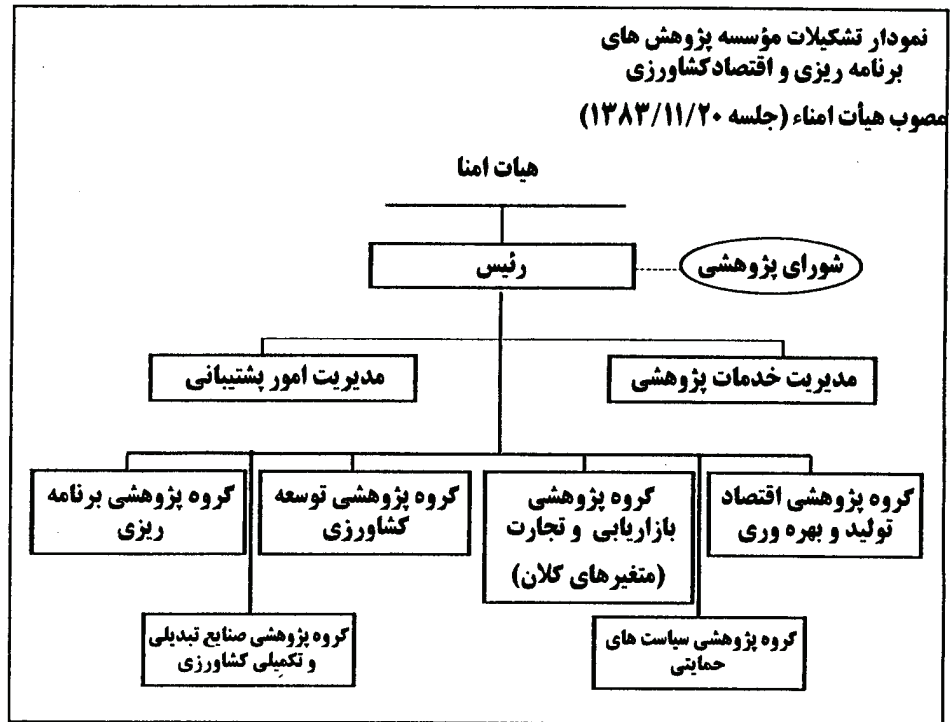 نمودار تشکیلات مؤسسه پژوهش های
برنامه ریزی و اقتصادکشاورزی
مصوب هیأت امناء (جلسه ۱۳۸۳/۱۱/۲۰)
هیات امنا
رئیس
شورای پژوهشی
مدیریت خدمات پژوهشی
مدیریت امور پشتیبانی
گروه پژوهشی اقتصاد
تولید و بهره وری
گروه پژوهشی
بازاریابی و تجارت
(متغیرهای کلان)
گروه پژوهشی توسعه
کشاورزی
گروه پژوهشی برنامه
ریزی
گروه پژوهشی سیاست های
حمایتی
گروه پژوهشی صنایع تبدیلی
و تکمیلی کشاورزی